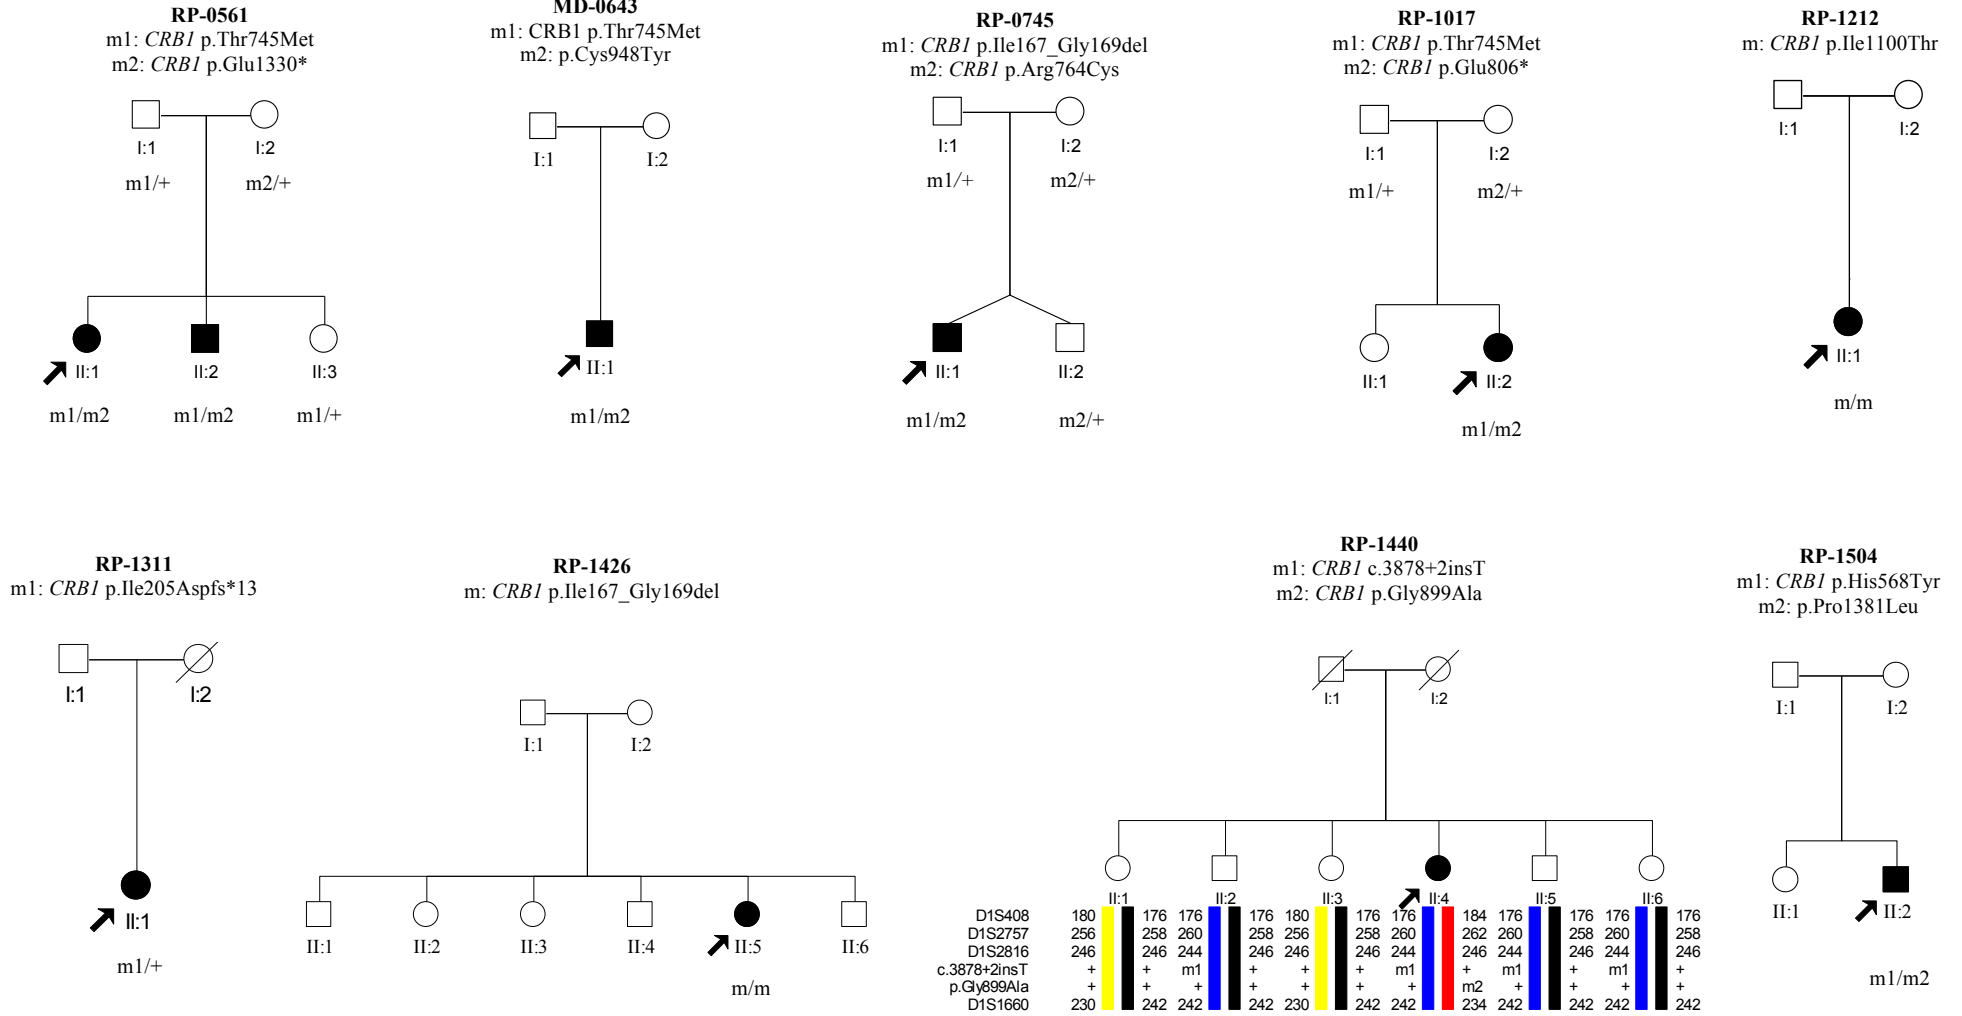 RP-0561
m1: CRB1 p.Thr745Met
m2: CRB1 p.Glu1330*
I:1 I:2
m1/+ m2/+
II:1 II:2 II:3
m1/m2 m1/m2 m1/+
MD-0643
m1: CRB1 p.Thr745Met
m2: p.Cys948Tyr
I:1 I:2
II:1
m1/m2
RP-0745
m1: CRB1 p.Ile167_Gly169del
m2: CRB1 p.Arg764Cys
I:1 I:2
m1/+ m2/+
II:1 II:2
m1/m2 m2/+
RP-1017
m1: CRB1 p.Thr745Met
m2: CRB1 p.Glu806*
I:1 I:2
m1/+ m2/+
II:1 II:2
m1/m2
RP-1212
m: CRB1 p.Ile1100Thr
I:1 I:2
II:1
m/m
RP-1311
m1: CRB1 p.Ile205Aspfs*13
I:1 I:2
II:1
m1/+
RP-1426
m: CRB1 p.Ile167_Gly169del
I:1 I:2
II:1 II:2 II:3 II:4 II:5 II:6
m/m
RP-1440
m1: CRB1 c.3878+2insT
m2: CRB1 p.Gly899Ala
I:1 I:2
II:1 II:2 II:3 II:4 II:5 II:6
D1S408 180 176 176 176 180 176 176 184 176 176 176 176
D1S2757 256 258 260 258 256 258 260 262 260 258 260 258
D1S2816 246 246 244 246 246 246 244 246 244 246 244 246
c.3878+2insT + + m1 + + + m1 + m1 + m1 +
p.Gly899Ala + + + + + + + m2 + + + +
D1S1660 230 242 242 242 230 242 242 234 242 242 242 242
RP-1504
m1: CRB1 p.His568Tyr
m2: p.Pro1381Leu
I:1 I:2
II:1 II:2
m1/m2